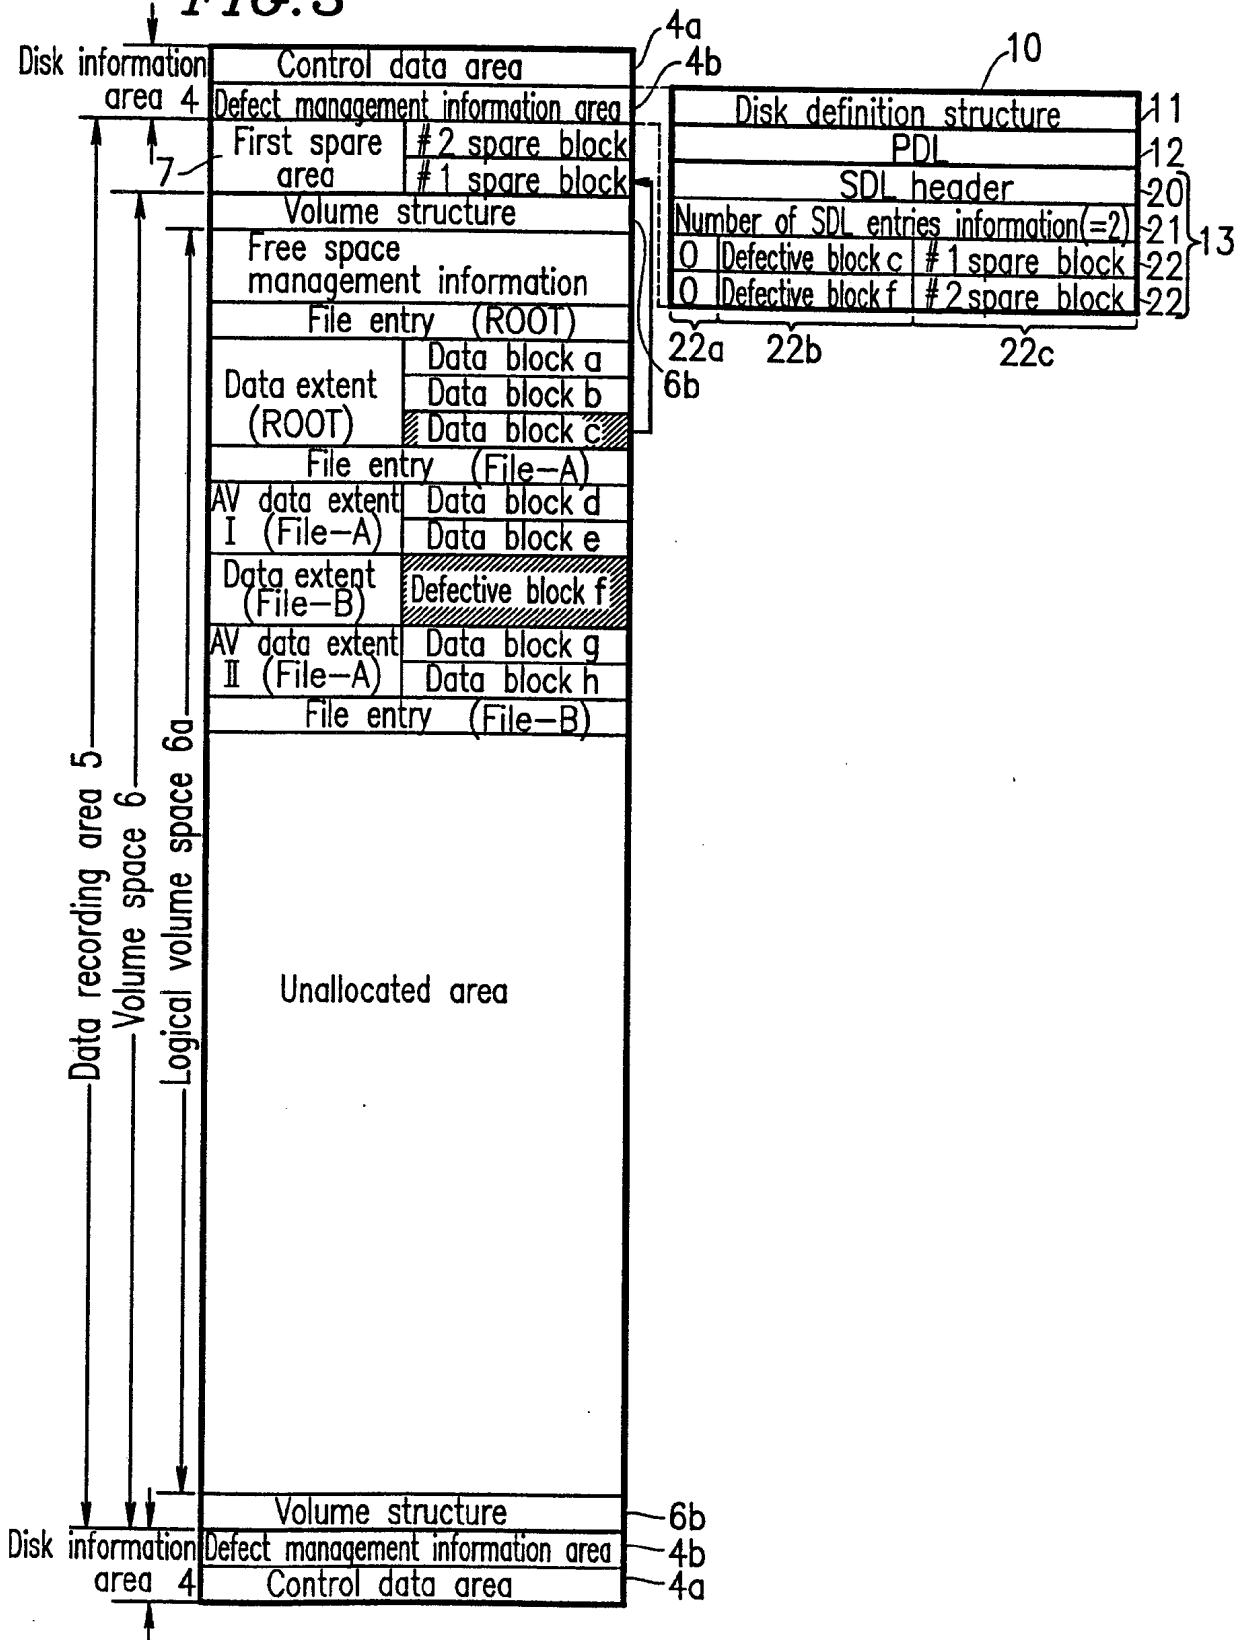 FIG. 3
Disk information
area 4
Control data area
Defect management information area
4a
4b
7
First spare
area
#2 spare block
#1 spare block
Volume structure
Free space
management information
File entry (ROOT)
Data extent
(ROOT)
Data block a
Data block b
Data block c
File entry (File-A)
AV data extent
I (File-A)
Data block d
Data block e
Data extent
(File-B)
Defective block f
AV data extent
II (File-A)
Data block g
Data block h
File entry (File-B)
Unallocated area
Data recording area 5
Volume space 6
Logical volume space 6a
6b
10
Disk definition structure
11
PDL
12
SDL header
20
Number of SDL entries information(=2)
21
13
0 Defective block c #1 spare block
22
0 Defective block f #2 spare block
22
22a 22b 22c
Volume structure
6b
Disk information
area 4
Defect management information area
4b
Control data area
4a